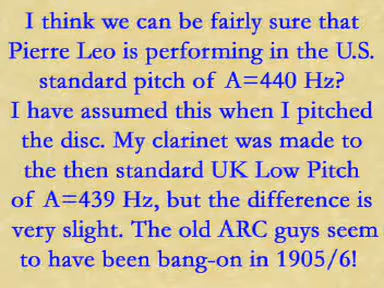 I think we can be fairly sure that
Pierre Leo is performing in the U.S.
standard pitch of A=440 Hz?
I have assumed this when I pitched
the disc. My clarinet was made to
the then standard UK Low Pitch
of A=439 Hz, but the difference is
very slight. The old ARC guys seem
to have been bang-on in 1905/6!